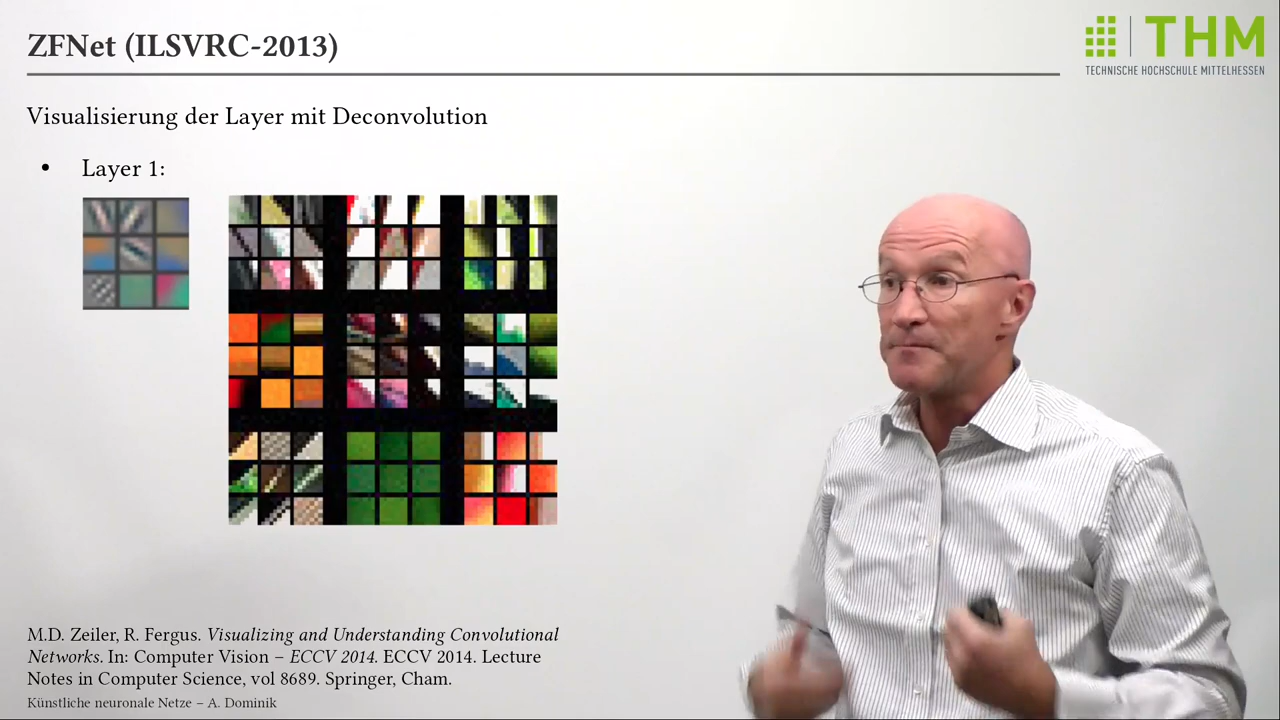 ZFNet (ILSVRC-2013)
THM
TECHNISCHE HOCHSCHULE MITTELHESSEN
Visualisierung der Layer mit Deconvolution
• Layer 1:
M.D. Zeiler, R. Fergus. Visualizing and Understanding Convolutional
Networks. In: Computer Vision – ECCV 2014. ECCV 2014. Lecture
Notes in Computer Science, vol 8689. Springer, Cham.
Künstliche neuronale Netze – A. Dominik